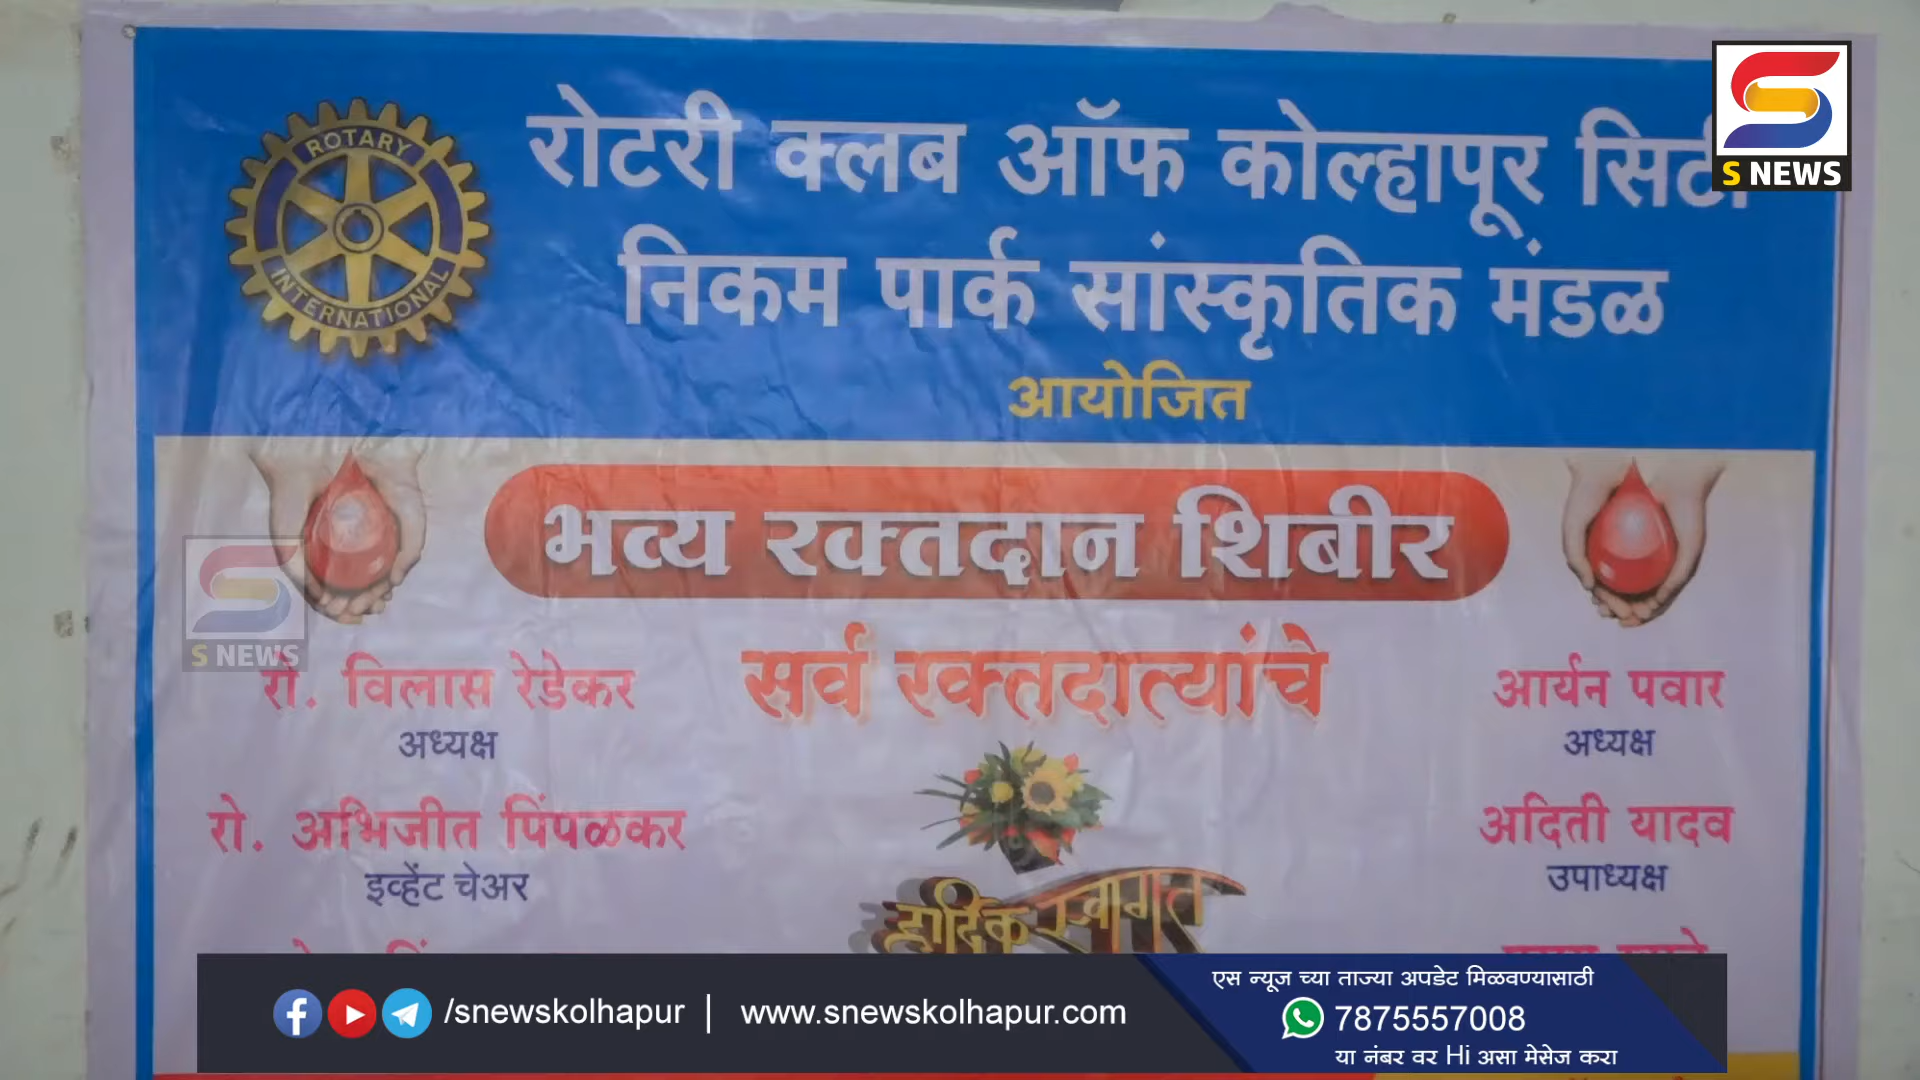 रोटरी क्लब ऑफ कोल्हापूर सिटी
ROTARY
INTERNATIONAL
निकम पार्क सांस्कृतिक मंडळ
आयोजित
S NEWS
भव्य रक्तदान शिबीर
सर्व रक्तदात्यांचे
S NEWS
रो. विलास रेडेकर
अध्यक्ष
रो. अभिजीत पिंपळकर
इव्हेंट चेअर
आर्यन पवार
अध्यक्ष
अदिती यादव
उपाध्यक्ष
हार्दिक स्वागत
/snewskolhapur | www.snewskolhapur.com
एस न्यूज च्या ताज्या अपडेट मिळवण्यासाठी
7875557008
या नंबर वर Hi असा मेसेज करा